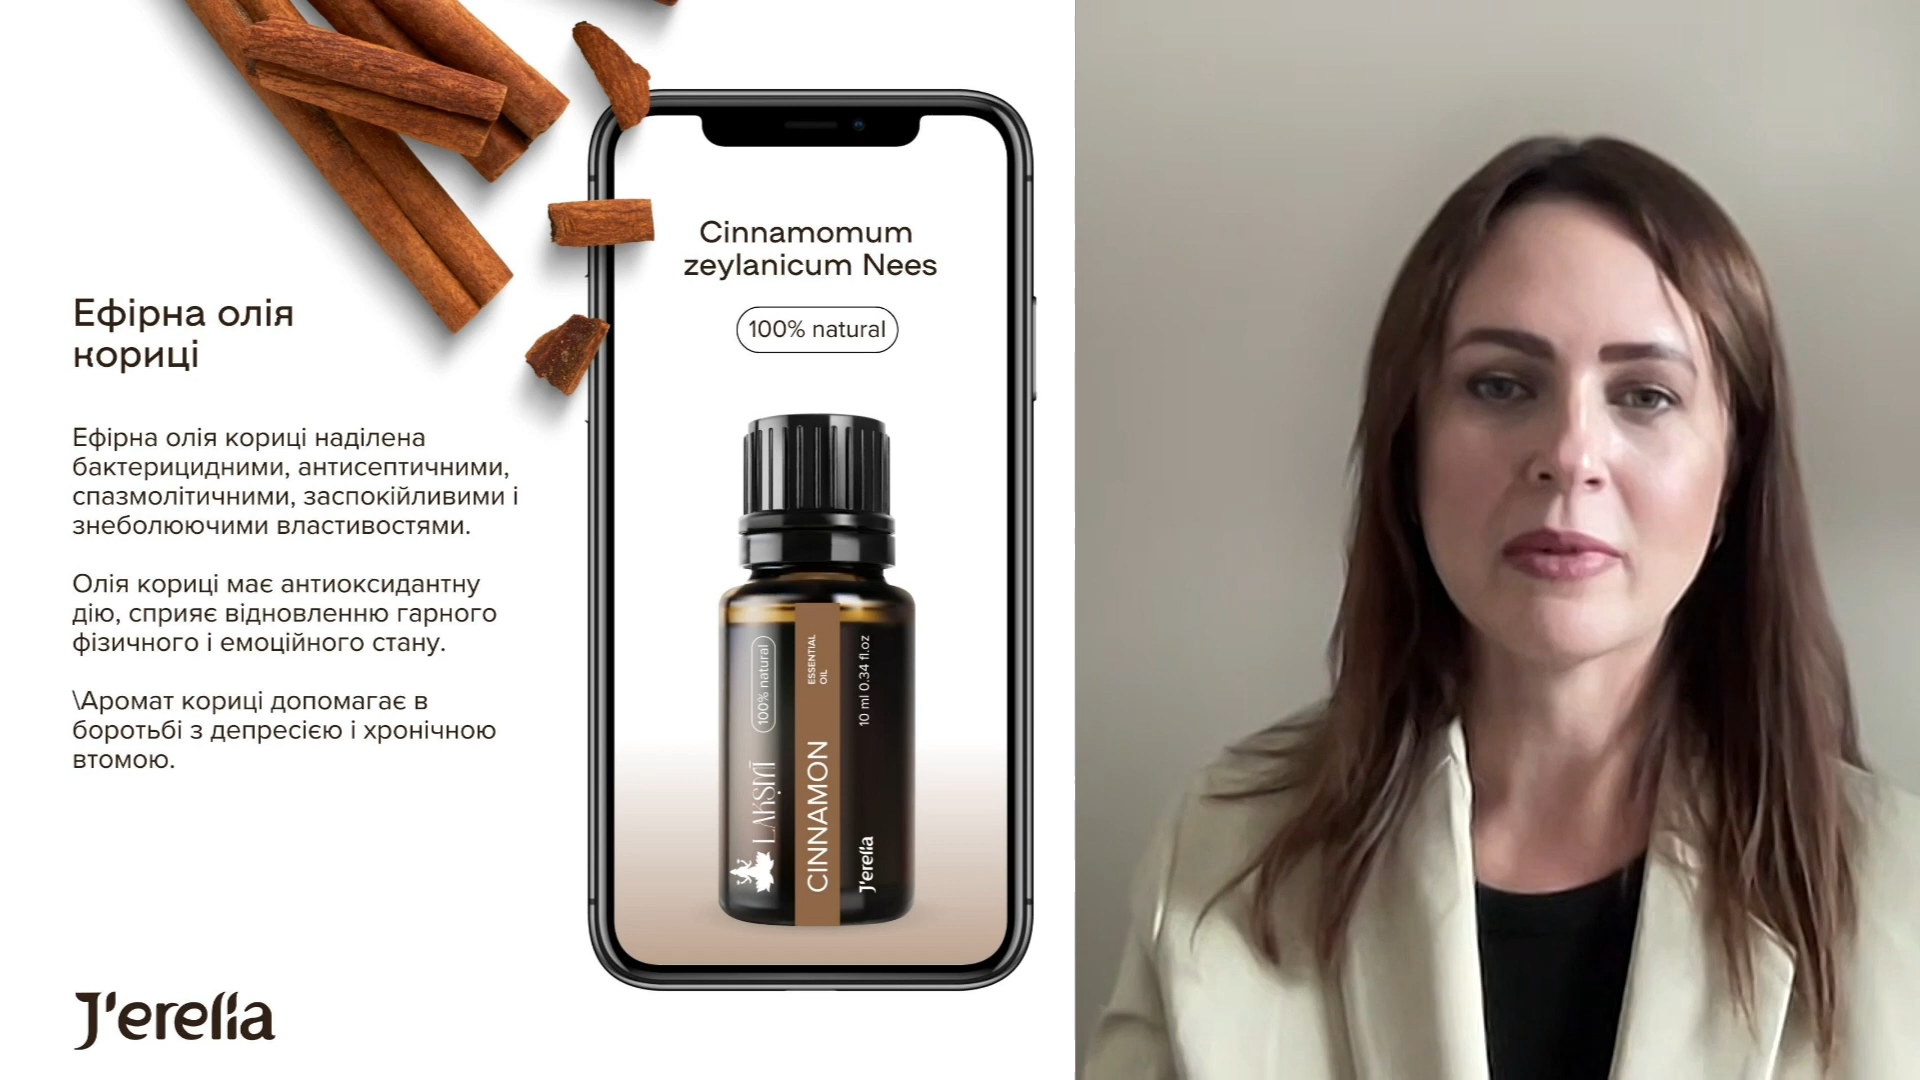 Ефірна олія
кориці
Ефірна олія кориці наділена
бактерицидними, антисептичними,
спазмолітичними, заспокійливими і
знеболюючими властивостями.
Олія кориці має антиоксидантну
дію, сприяє відновленню гарного
фізичного і емоційного стану.
\Аромат кориці допомагає в
боротьбі з депресією і хронічною
втомою.
J'erelia
Cinnamomum
zeylanicum Nees
100% natural
100% natural
LAKṢMĪ
ESSENTIAL
OIL
CINNAMON
10 ml 0.34 fl.oz
J'erelia